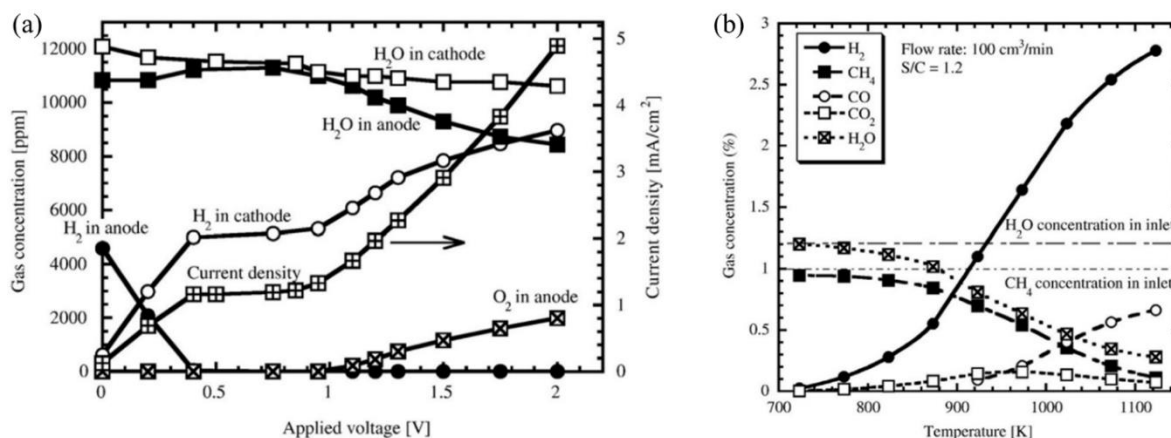 (a)
12000
10000
8000
6000
4000
2000
0
Gas concentration [ppm]
H2O in cathode
H2O in anode
H2 in anode
H2 in cathode
Current density
O2 in anode
5
4
3
2
1
0
Current density [mA/cm2]
0
0.5
1.0
1.5
2.0
Applied voltage [V]
(b)
3
2.5
2
1.5
1
0.5
0
Gas concentration (%)
H2
CH4
CO
CO2
H2O
Flow rate: 100 cm3/min
S/C = 1.2
H2O concentration in inlet
CH4 concentration in inlet
700
800
900
1000
1100
Temperature [K]